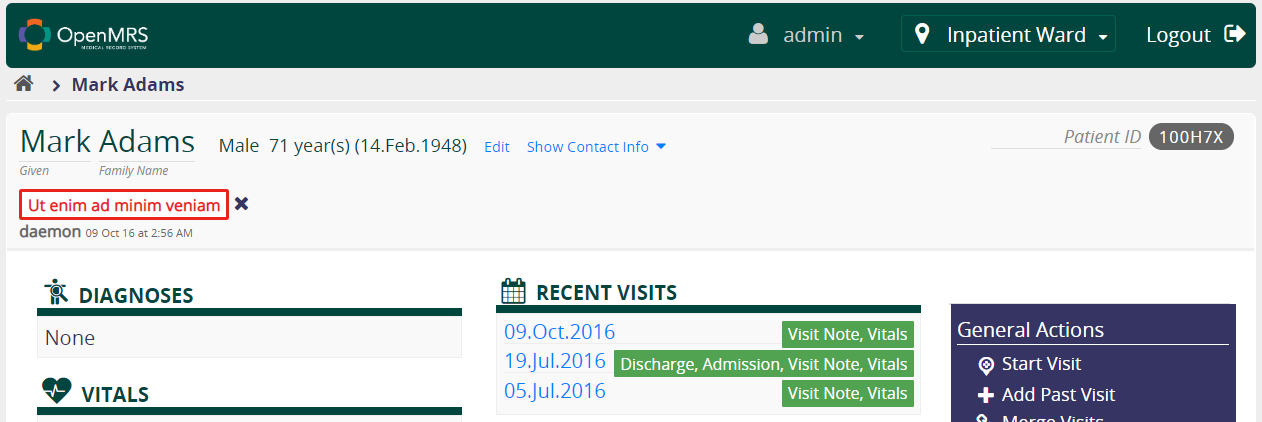 OpenMRS
MEDICAL RECORD SYSTEM
admin
Inpatient Ward
Logout
Mark Adams
Mark Adams
Given Family Name
Male 71 year(s) (14.Feb.1948) Edit Show Contact Info
Patient ID 100H7X
Ut enim ad minim veniam
daemon 09 Oct 16 at 2:56 AM
DIAGNOSES
None
VITALS
RECENT VISITS
09.Oct.2016 Visit Note, Vitals
19.Jul.2016 Discharge, Admission, Visit Note, Vitals
05.Jul.2016 Visit Note, Vitals
General Actions
Start Visit
Add Past Visit
Merge Visits